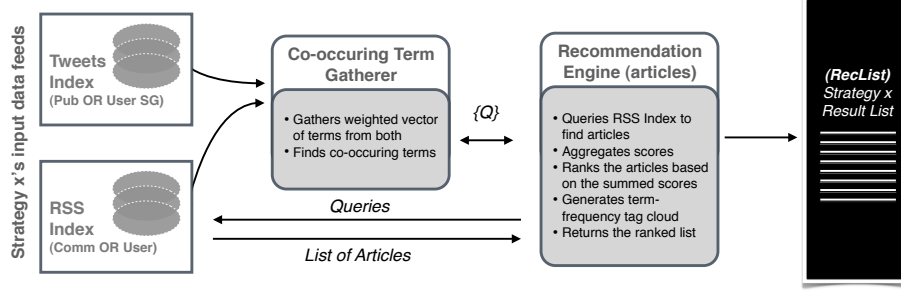 Strategy x's input data feeds
Tweets
Index
(Pub OR User SG)
RSS
Index
(Comm OR User)
Co-occuring Term
Gatherer
• Gathers weighted vector
of terms from both
• Finds co-occuring terms
{Q}
Queries
List of Articles
Recommendation
Engine (articles)
• Queries RSS Index to
find articles
• Aggregates scores
• Ranks the articles based
on the summed scores
• Generates term-
frequency tag cloud
• Returns the ranked list
(RecList)
Strategy x
Result List